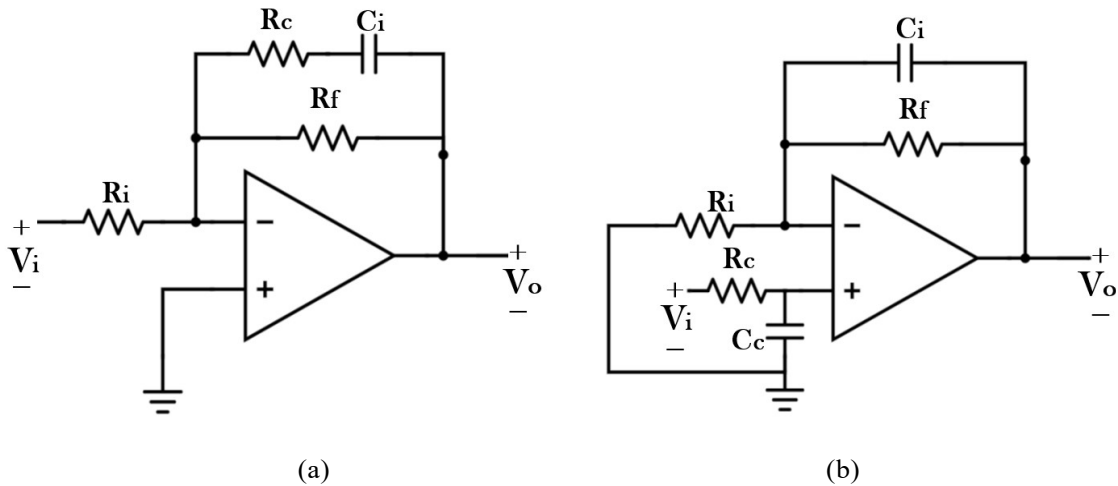 Rc
Ci
Rf
Ri
+
Vi
−
−
+
+
Vo
−
(a)
Ci
Rf
Ri
Rc
+
Vi
−
Cc
−
+
+
Vo
−
(b)